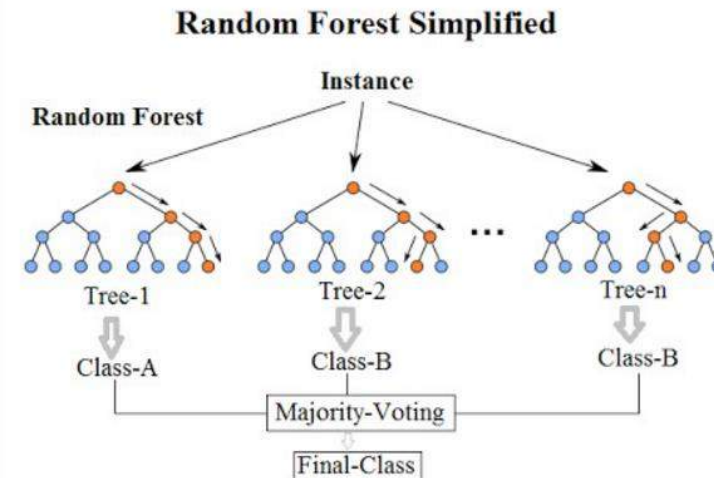 Random Forest Simplified
Instance
Random Forest
...
Tree-1 Tree-2 Tree-n
Class-A Class-B Class-B
Majority-Voting
Final-Class